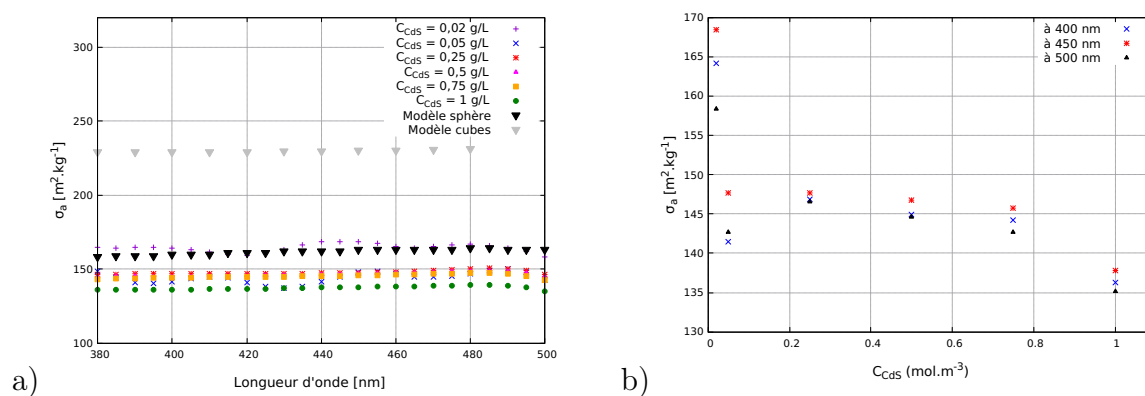 350
300
250
200
150
100
380
400
420
440
460
480
500
σa [m².kg⁻¹]
Longueur d'onde [nm]
CCdS = 0,02 g/L
CCdS = 0,05 g/L
CCdS = 0,25 g/L
CCdS = 0,5 g/L
CCdS = 0,75 g/L
CCdS = 1 g/L
Modèle sphère
Modèle cubes
a)
170
165
160
155
150
145
140
135
130
0
0.2
0.4
0.6
0.8
1
σa [m².kg⁻¹]
CCdS (mol.m⁻³)
à 400 nm
à 450 nm
à 500 nm
b)